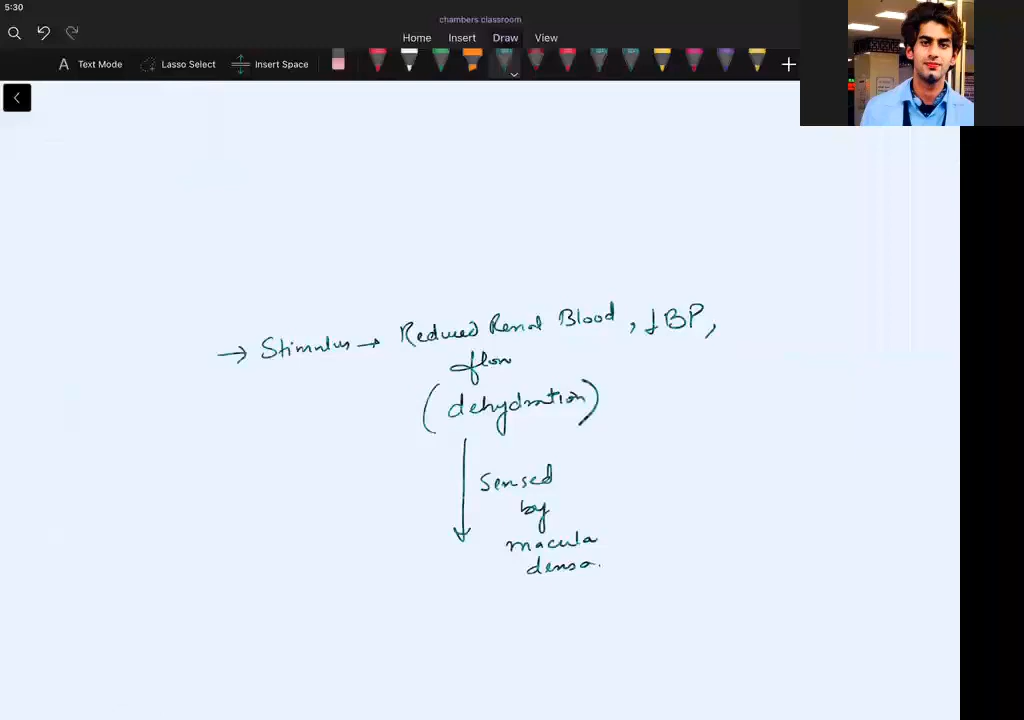 5:30
chambers classroom
Home Insert Draw View
Text Mode Lasso Select Insert Space
→ Stimulus → Reduced Renal Blood, ↓BP,
flow
(dehydration)
Sensed
by
macula
densa.